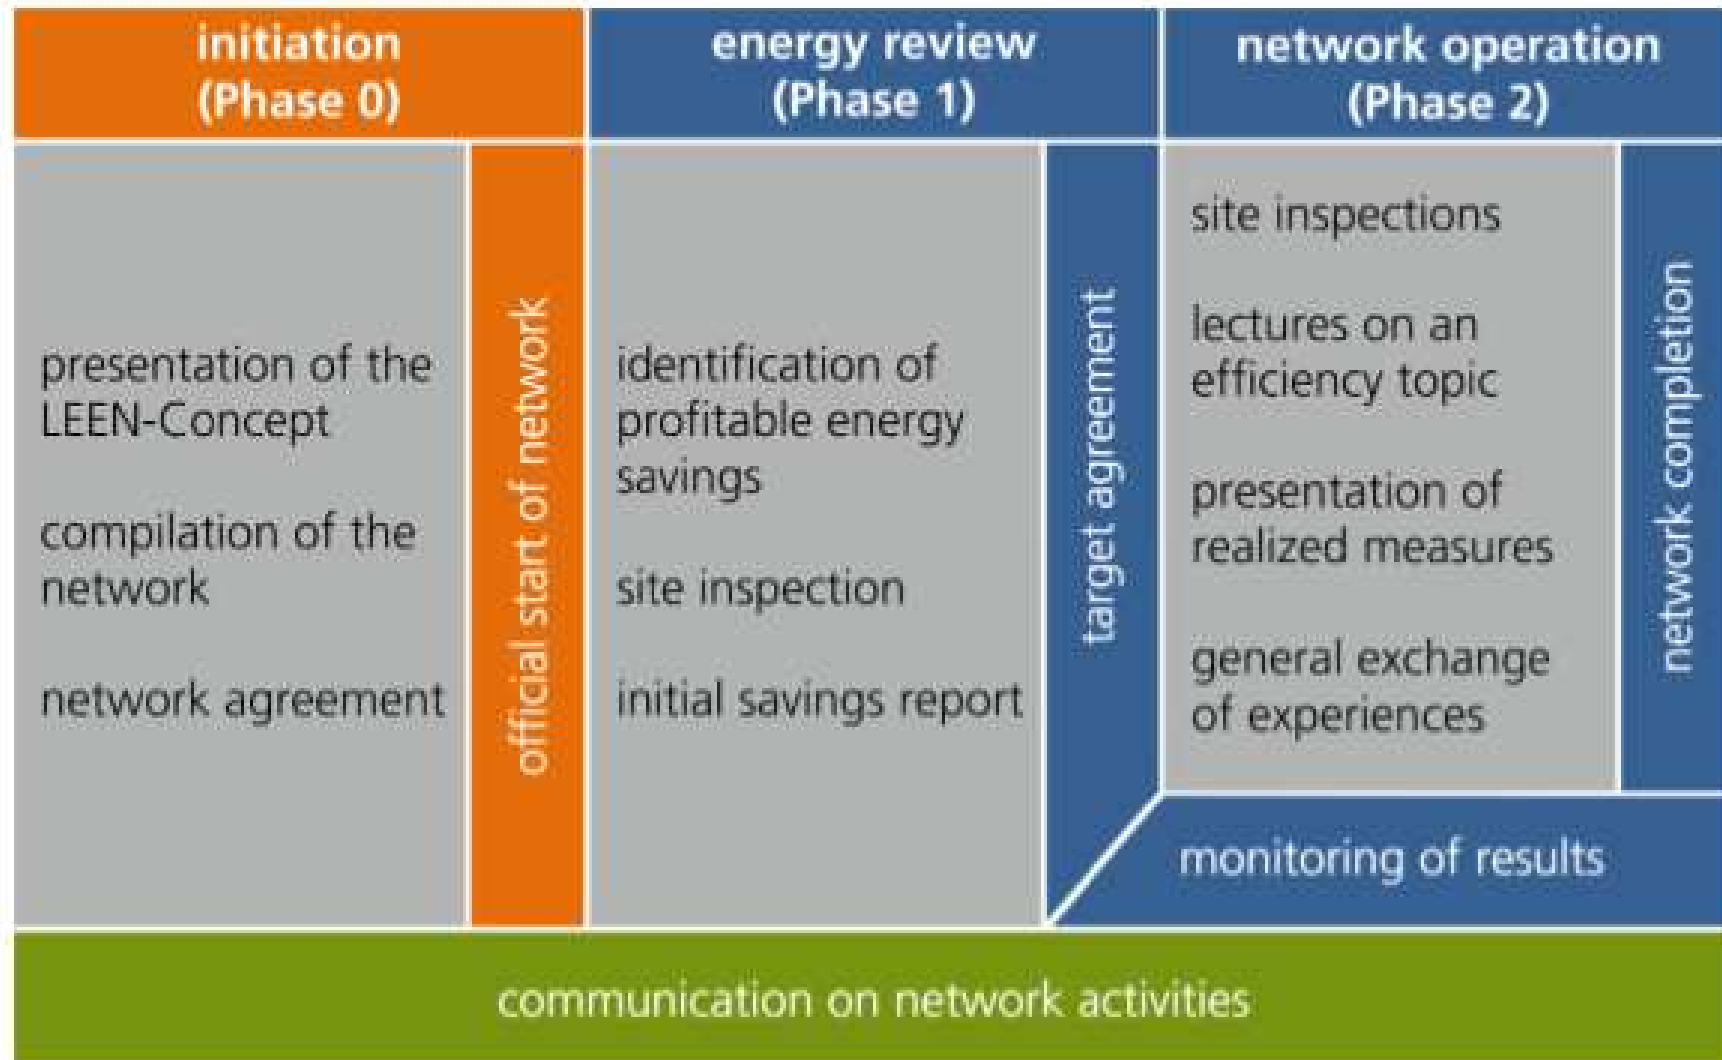 initiation
(Phase 0)
energy review
(Phase 1)
network operation
(Phase 2)
presentation of the
LEEN-Concept
compilation of the
network
network agreement
official start of network
identification of
profitable energy
savings
site inspection
initial savings report
target agreement
site inspections
lectures on an
efficiency topic
presentation of
realized measures
general exchange
of experiences
network completion
monitoring of results
communication on network activities